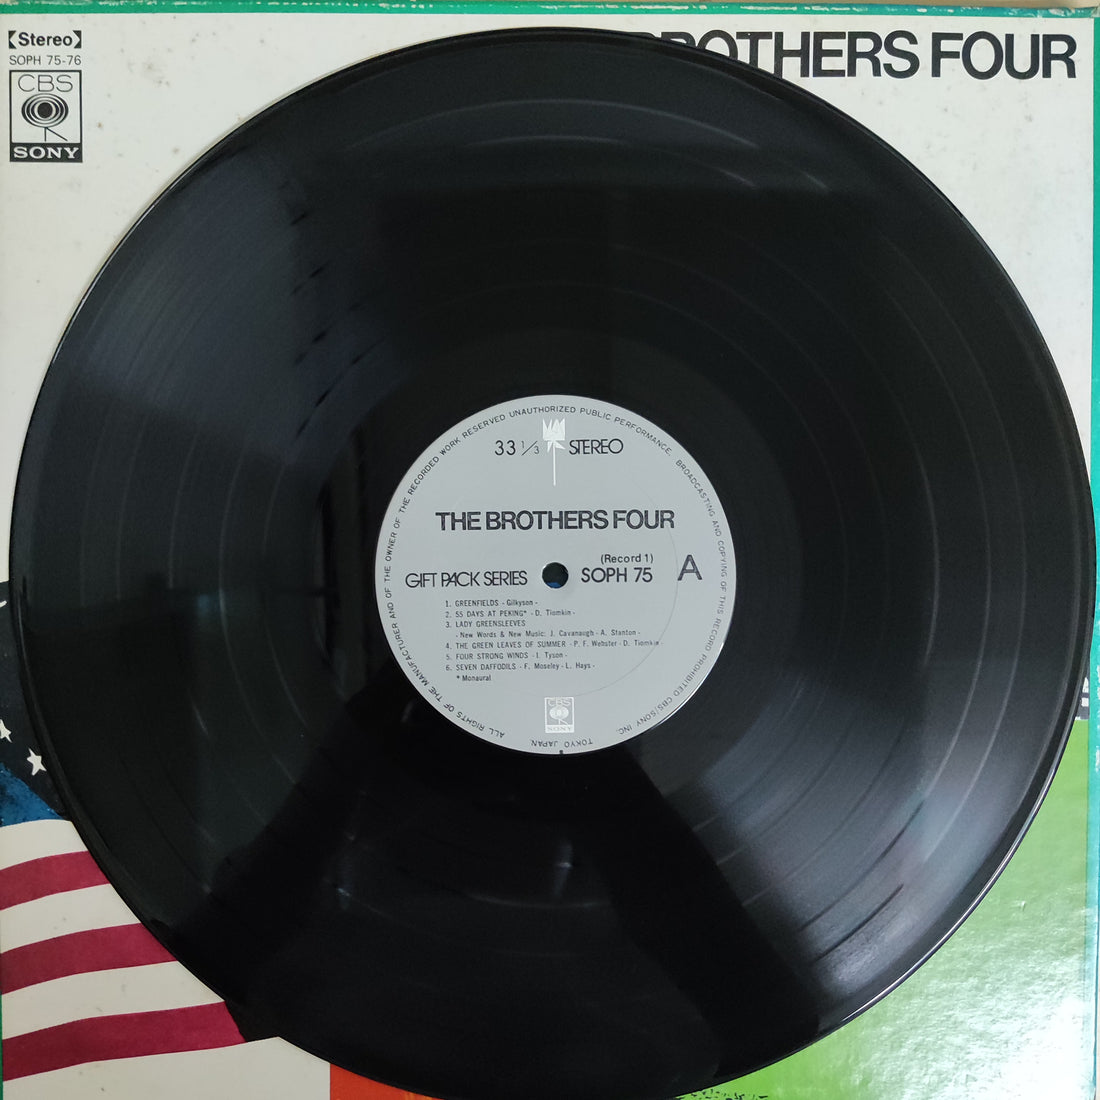 【Stereo】
SOPH 75-76
CBS
SONY
BROTHERS FOUR
ALL RIGHTS OF THE MANUFACTURER AND OF THE OWNER OF THE RECORDED WORK RESERVED UNAUTHORIZED PUBLIC PERFORMANCE, BROADCASTING AND COPYING OF THIS RECORD PROHIBITED CBS/SONY INC. TOKYO JAPAN.
33 1/3 STEREO
THE BROTHERS FOUR
(Record 1)
GIFT PACK SERIES SOPH 75 A
1. GREENFIELDS - Gilkyson -
2. 55 DAYS AT PEKING* - D. Tiomkin -
3. LADY GREENSLEEVES
- New Words & New Music: J. Cavanaugh - A. Stanton -
4. THE GREEN LEAVES OF SUMMER - P. F. Webster - D. Tiomkin -
5. FOUR STRONG WINDS - I. Tyson -
6. SEVEN DAFFODILS - F. Moseley - L. Hays -
* Monaural
CBS
SONY